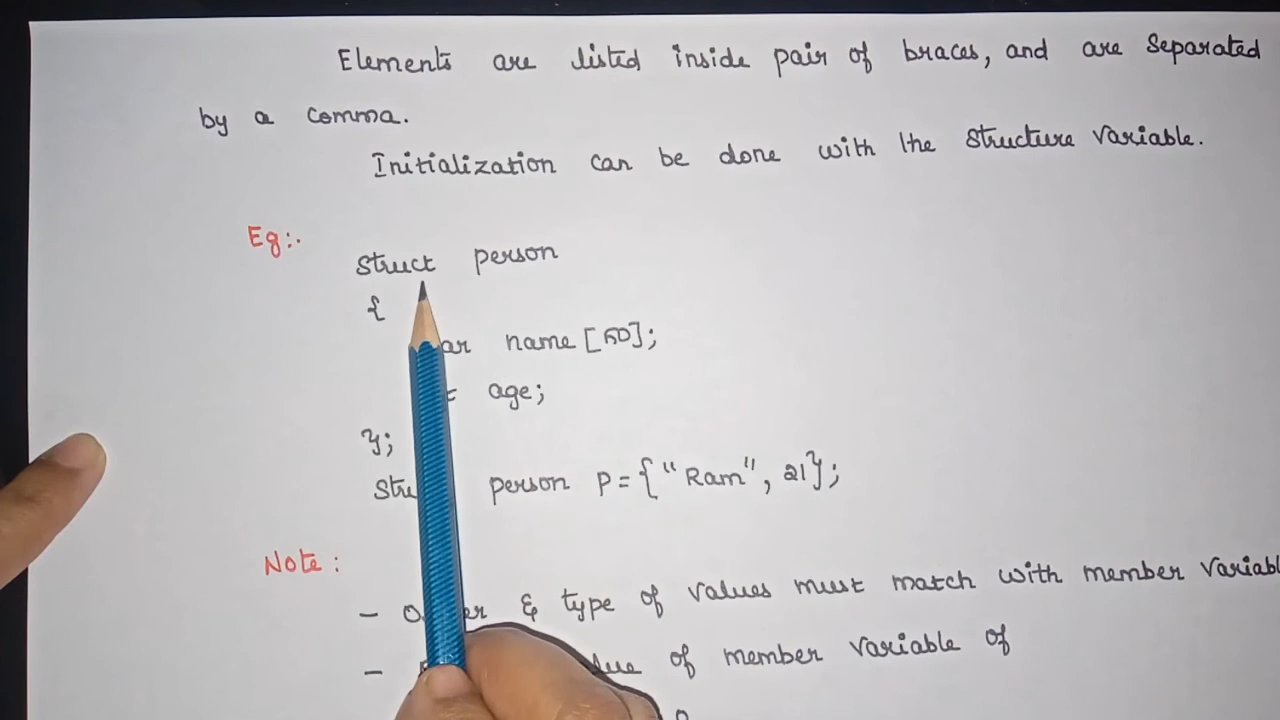 Elements are listed inside pair of braces, and are separated
by a comma.
Initialization can be done with the structure variable.
Eg:.
struct person
{
name [50];
age;
};
person p = {"Ram", 21};
Note:
- & type of values must match with member
- of member variable of